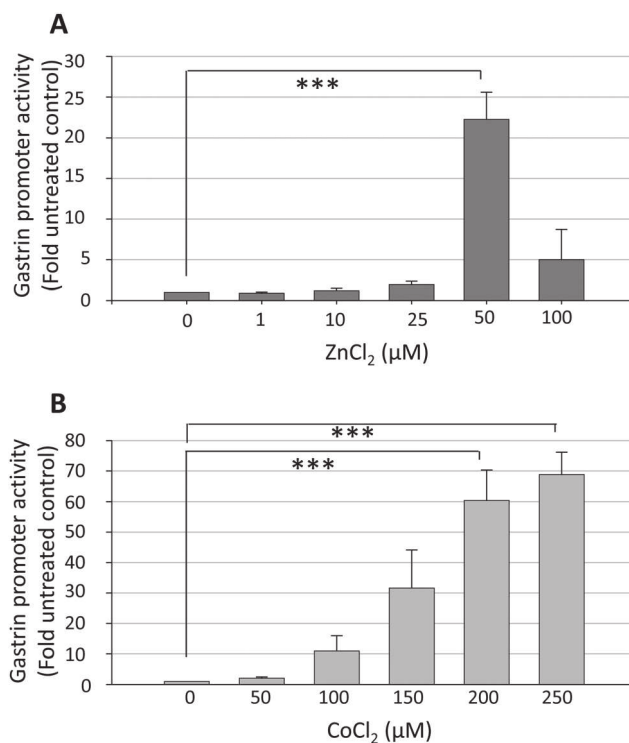 A
Gastrin promoter activity
(Fold untreated control)
30
25
20
15
10
5
0
***
0 1 10 25 50 100
ZnCl₂ (µM)
B
Gastrin promoter activity
(Fold untreated control)
80
70
60
50
40
30
20
10
0
***
***
0 50 100 150 200 250
CoCl₂ (µM)